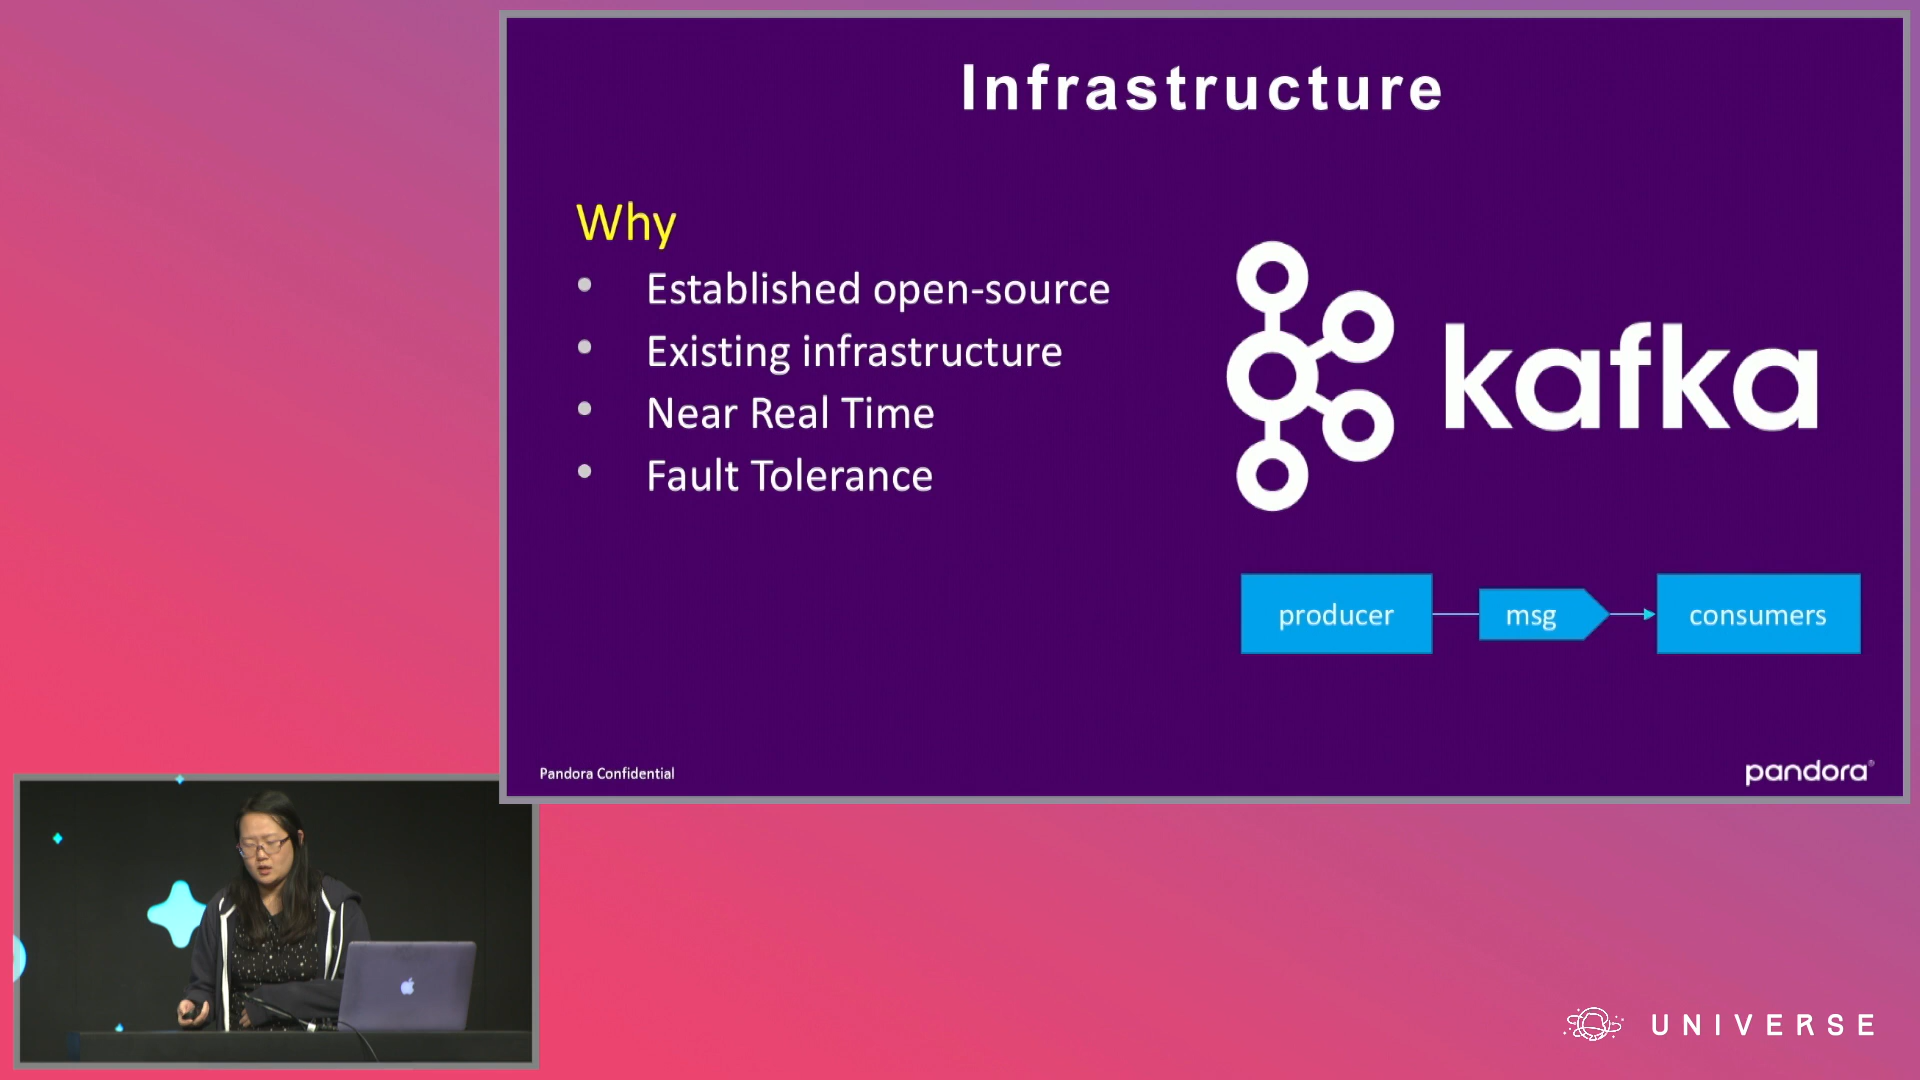 Infrastructure
Why
• Established open-source
• Existing infrastructure
• Near Real Time
• Fault Tolerance
kafka
producer
msg
consumers
Pandora Confidential
pandora®
UNIVERSE